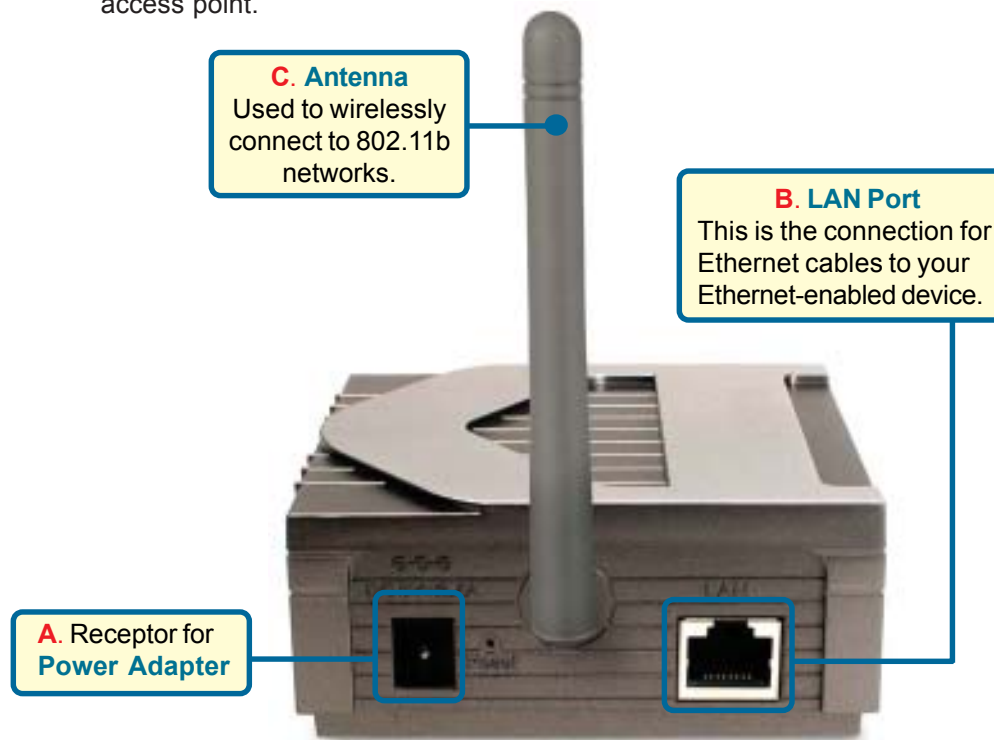 access point.
C. Antenna
Used to wirelessly
connect to 802.11b
networks.
B. LAN Port
This is the connection for
Ethernet cables to your
Ethernet-enabled device.
LAN
A. Receptor for
Power Adapter